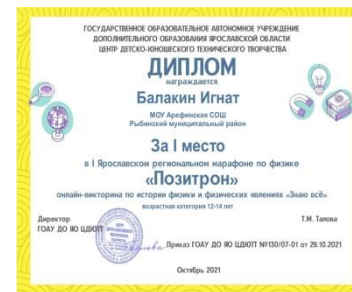 ГОСУДАРСТВЕННОЕ ОБРАЗОВАТЕЛЬНОЕ АВТОНОМНОЕ УЧРЕЖДЕНИЕ
ДОПОЛНИТЕЛЬНОГО ОБРАЗОВАНИЯ ЯРОСЛАВСКОЙ ОБЛАСТИ
ЦЕНТР ДЕТСКО-ЮНОШЕСКОГО ТЕХНИЧЕСКОГО ТВОРЧЕСТВА
ДИПЛОМ
награждается
Балакин Игнат
МОУ Арефинская СОШ
Рыбинский муниципальный район
За I место
в I Ярославском региональном марафоне по физике
«Позитрон»
онлайн-викторина по истории физики и физических явлениях «Знаю всё»
возрастная категория 12-14 лет
Директор
ГОАУ ДО ЯО ЦДЮТТ
Т.М. Талова
Приказ ГОАУ ДО ЯО ЦДЮТТ №130/07-01 от 29.10.2021
Октябрь 2021